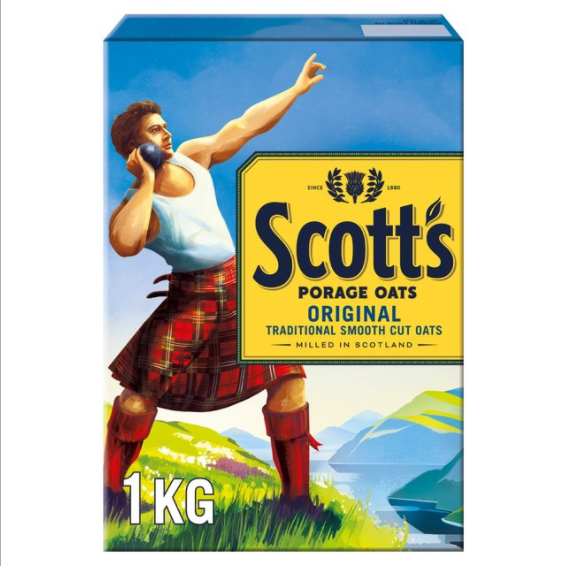 SINCE 1880
Scott's
PORAGE OATS
ORIGINAL
TRADITIONAL SMOOTH CUT OATS
MILLED IN SCOTLAND
1KG